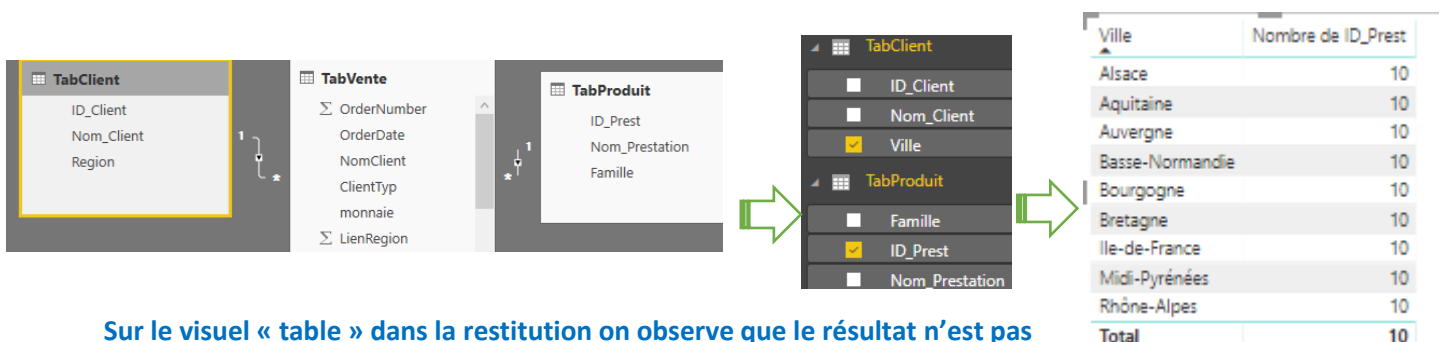 TabClient
ID_Client
Nom_Client
Region
1
*
TabVente
Σ OrderNumber
OrderDate
NomClient
ClientTyp
monnaie
Σ LienRegion
1
*
TabProduit
ID_Prest
Nom_Prestation
Famille
TabClient
ID_Client
Nom_Client
Ville
TabProduit
Famille
ID_Prest
Nom_Prestation
Ville Nombre de ID_Prest
Alsace 10
Aquitaine 10
Auvergne 10
Basse-Normandie 10
Bourgogne 10
Bretagne 10
Ile-de-France 10
Midi-Pyrénées 10
Rhône-Alpes 10
Total 10
Sur le visuel « table » dans la restitution on observe que le résultat n’est pas